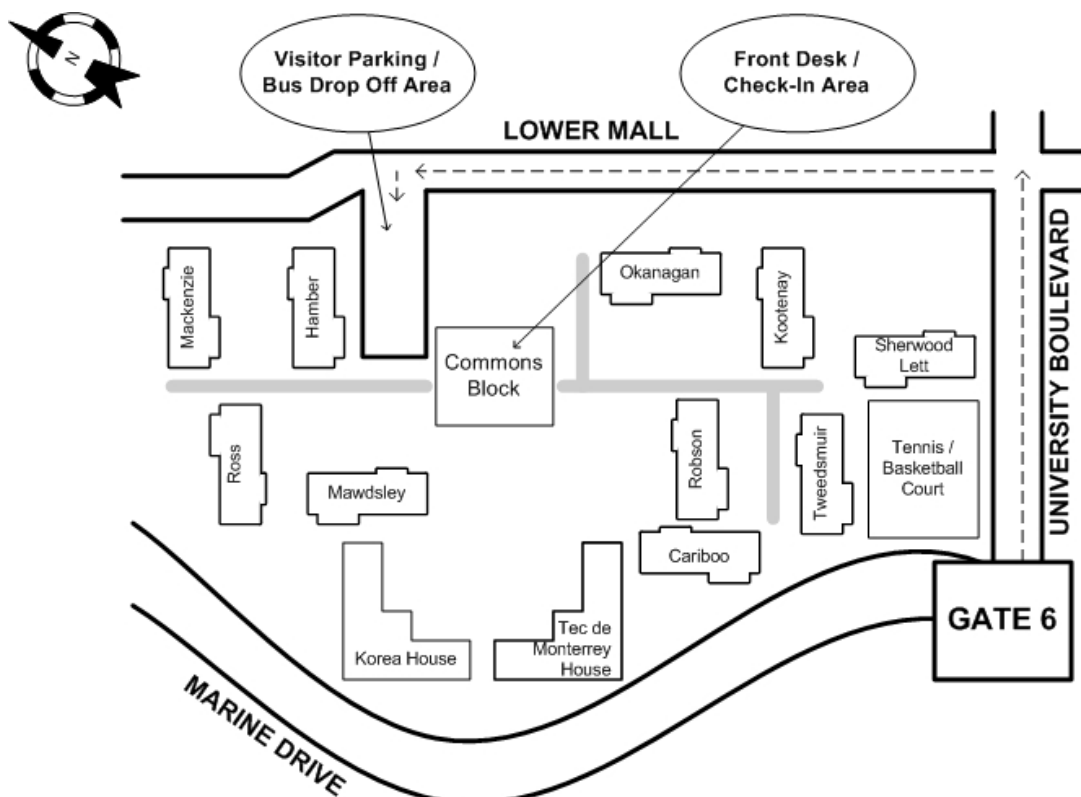 N
Visitor Parking /
Bus Drop Off Area
Front Desk /
Check-In Area
LOWER MALL
Mackenzie
Hamber
Okanagan
Kootenay
Commons
Block
Sherwood
Lett
UNIVERSITY BOULEVARD
Ross
Mawdsley
Robson
Tweedsmuir
Tennis /
Basketball
Court
Cariboo
Korea House
Tec de
Monterrey
House
GATE 6
MARINE DRIVE